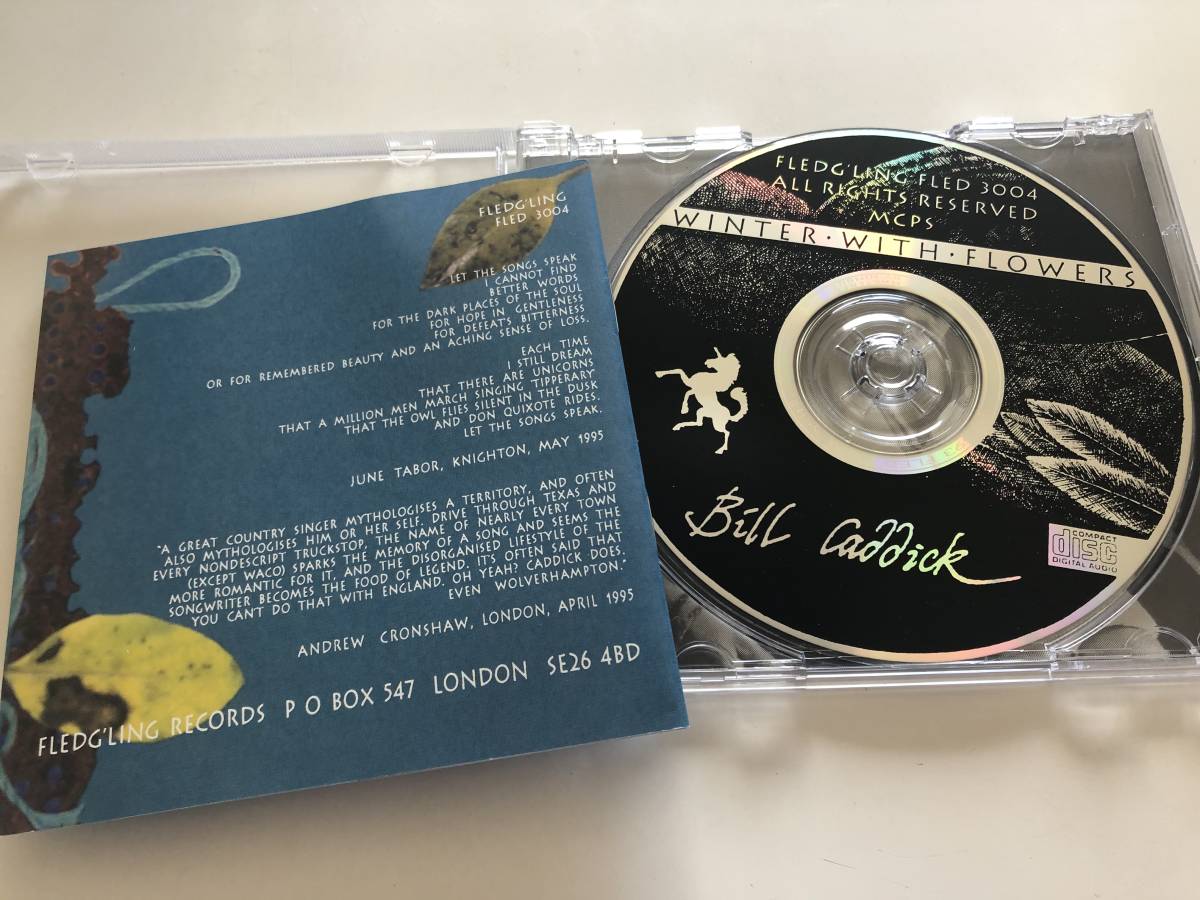 FLEDG'LING
FLED 3004
LET THE SONGS SPEAK
I CANNOT FIND
BETTER WORDS
FOR THE DARK PLACES OF THE SOUL
FOR HOPE IN GENTLENESS
FOR DEFEATS BITTERNESS
OR FOR REMEMBERED BEAUTY AND AN ACHING SENSE OF LOSS.
EACH TIME
I STILL DREAM
THAT THERE ARE UNICORNS
THAT A MILLION MEN MARCH SINGING TIPPERARY
THAT THE OWL FLIES SILENT IN THE DUSK
AND DON QUIXOTE RIDES.
LET THE SONGS SPEAK.
JUNE TABOR, KNIGHTON, MAY 1995
"A GREAT COUNTRY SINGER MYTHOLOGISES A TERRITORY, AND OFTEN
ALSO MYTHOLOGISES HIM OR HER SELF. DRIVE THROUGH TEXAS AND
EVERY NONDESCRIPT TRUCKSTOP, THE NAME OF NEARLY EVERY TOWN
(EXCEPT WACO) SPARKS THE MEMORY OF A SONG AND SEEMS THE
MORE ROMANTIC FOR IT, AND THE DISORGANISED LIFESTYLE OF THE
SONGWRITER BECOMES THE FOOD OF LEGEND. IT'S OFTEN SAID THAT
YOU CAN'T DO THAT WITH ENGLAND. OH YEAH? CADDICK DOES.
EVEN WOLVERHAMPTON."
ANDREW CRONSHAW, LONDON, APRIL 1995
FLEDG'LING RECORDS P O BOX 547 LONDON SE26 4BD
FLEDG'LING FLED 3004
ALL RIGHTS RESERVED
MCPS
WINTER · WITH · FLOWERS
Bill Caddick
COMPACT
disc
DIGITAL AUDIO